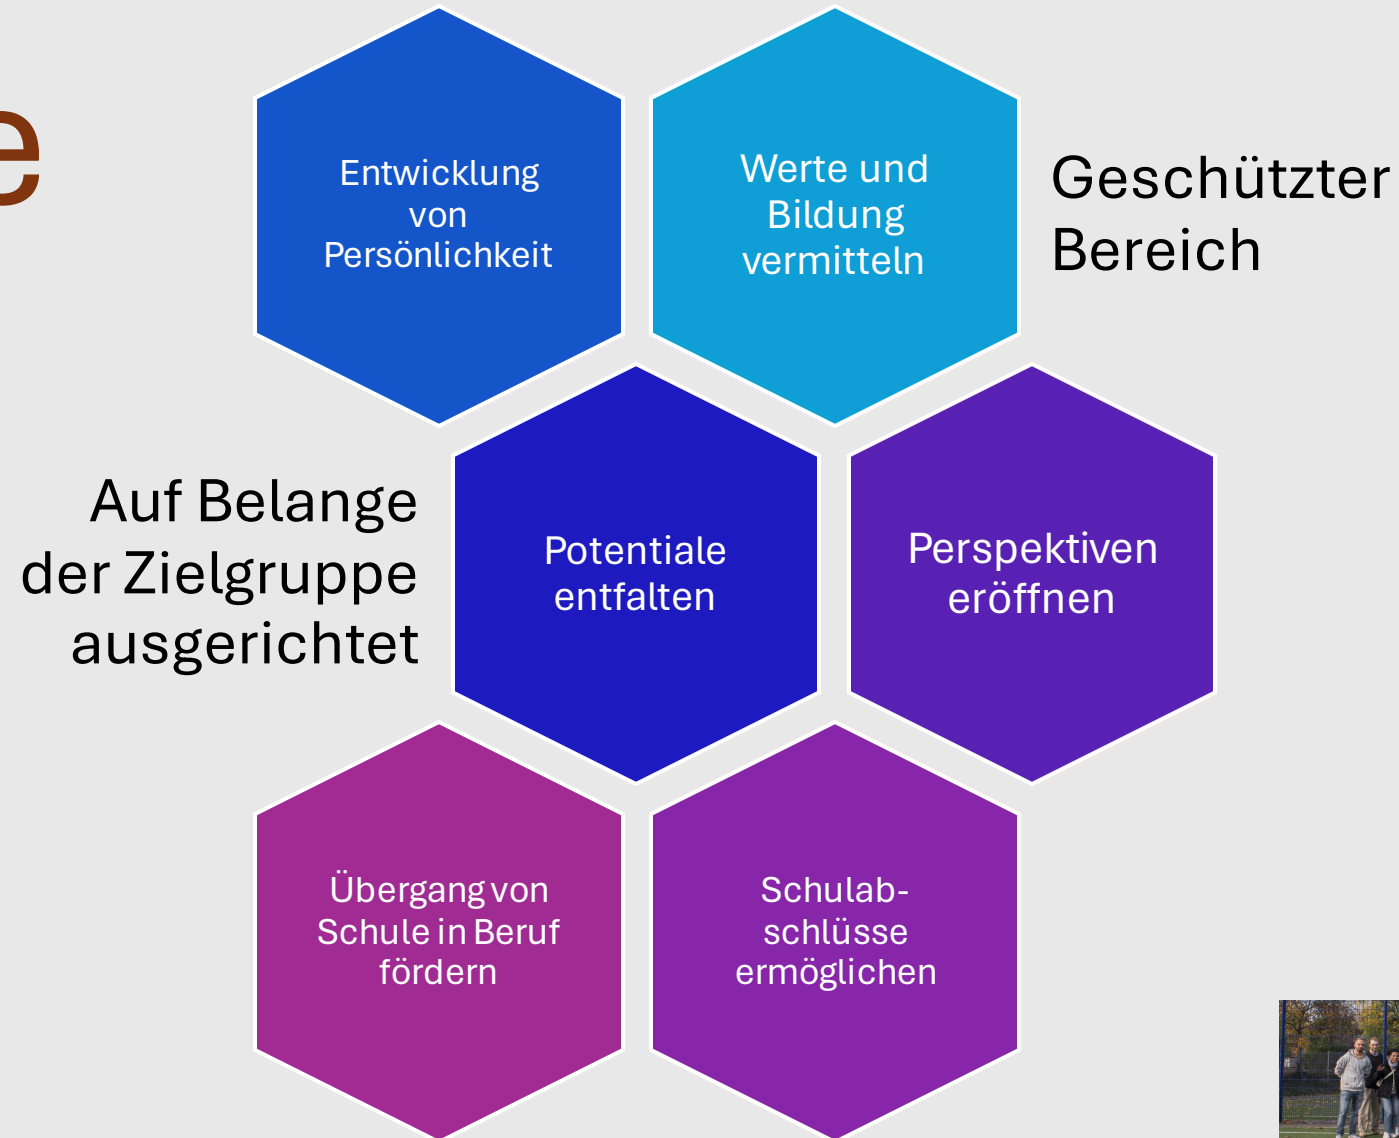 e
Entwicklung
von
Persönlichkeit
Werte und
Bildung
vermitteln
Geschützter
Bereich
Auf Belange
der Zielgruppe
ausgerichtet
Potentiale
entfalten
Perspektiven
eröffnen
Übergang von
Schule in Beruf
fördern
Schulab-
schlüsse
ermöglichen